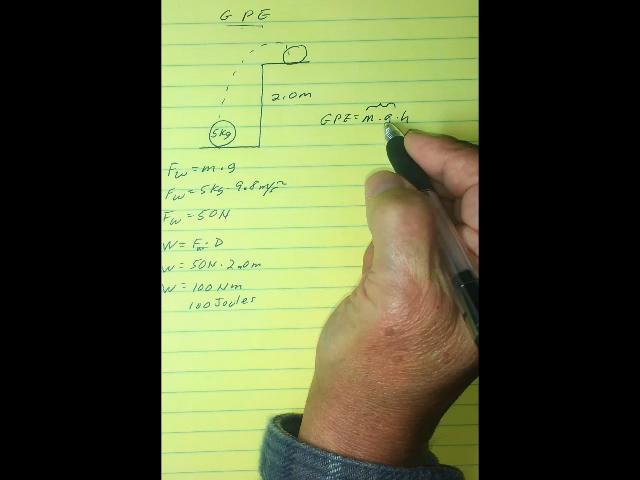 GPE
2.0m
5Kg
GPE = m · g · h
Fw = m · g
Fw = 5Kg · 9.8 m/s²
Fw = 50N
W = Fw · D
W = 50N · 2.0m
W = 100 Nm
100 Joules